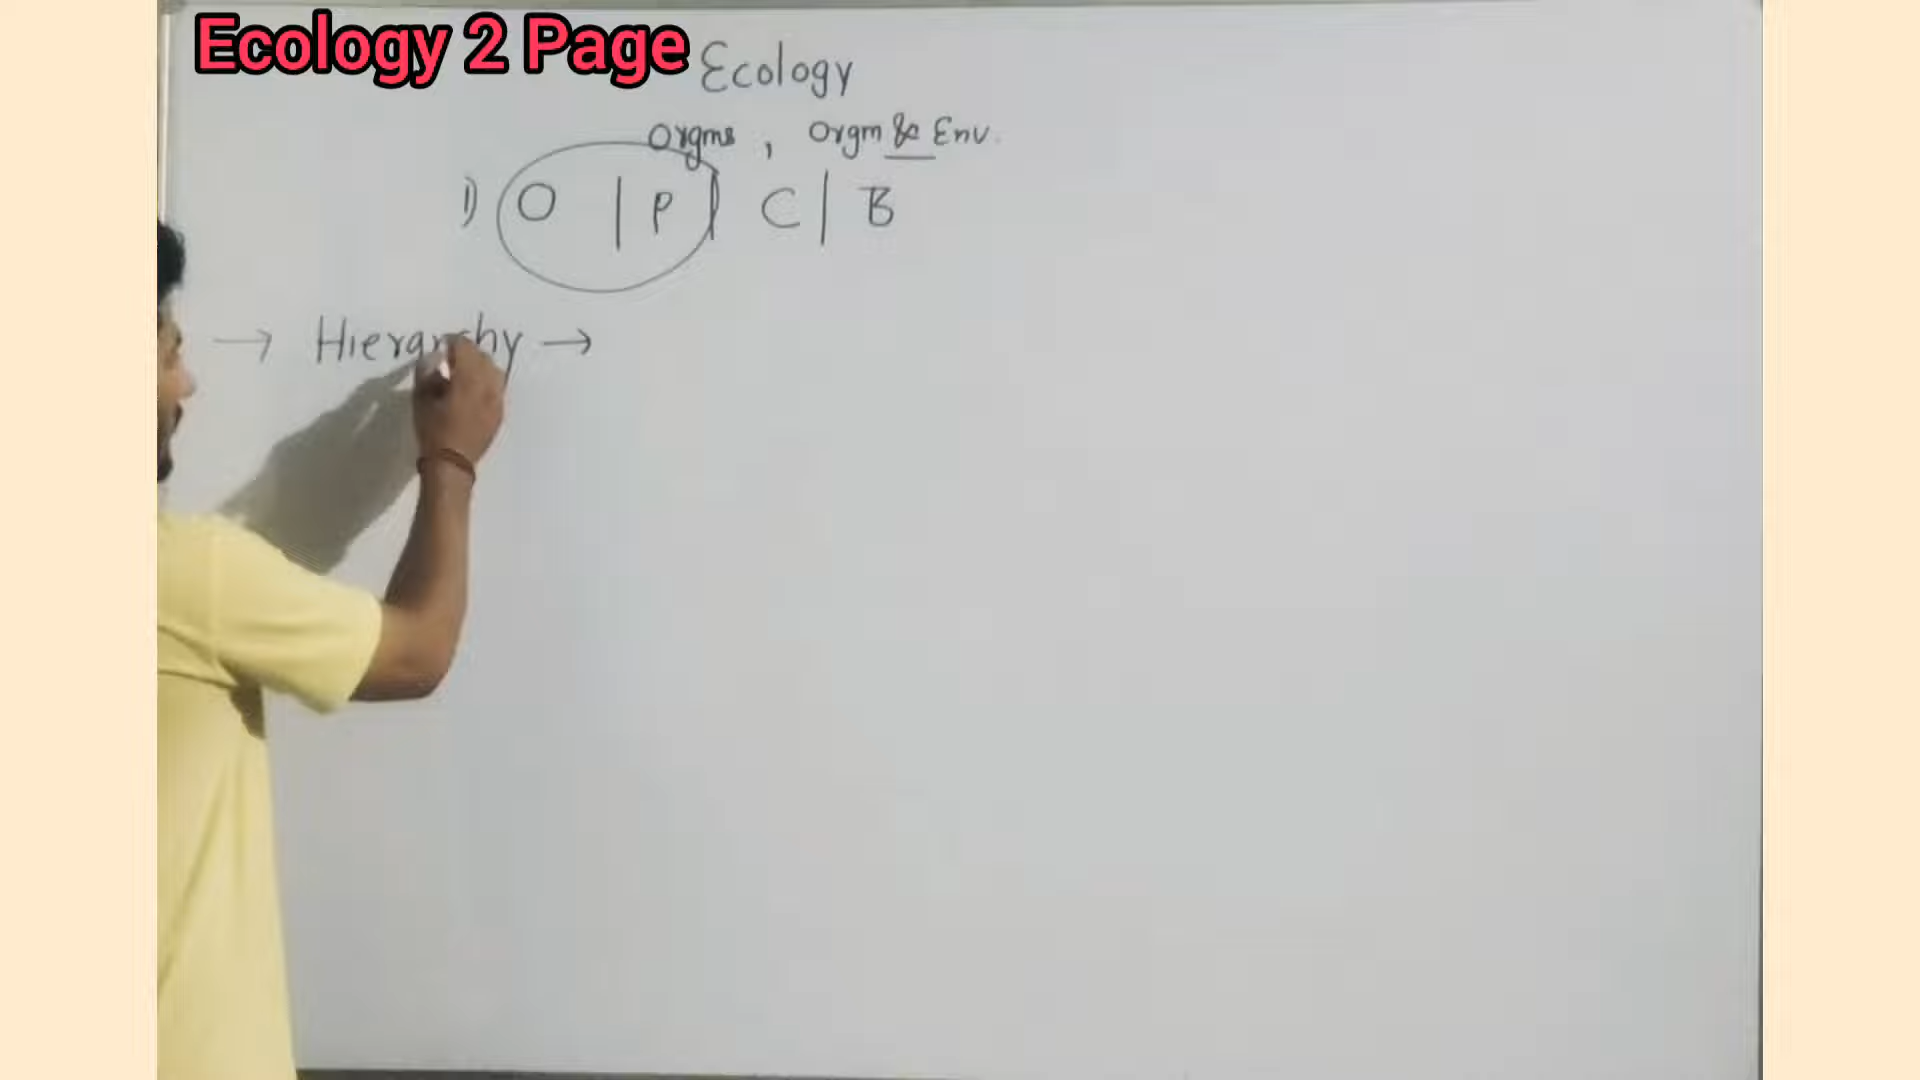 Ecology 2 Page
Ecology
Orgms , Orgm & Env.
1) O | P | C | B
→ Hierarchy →